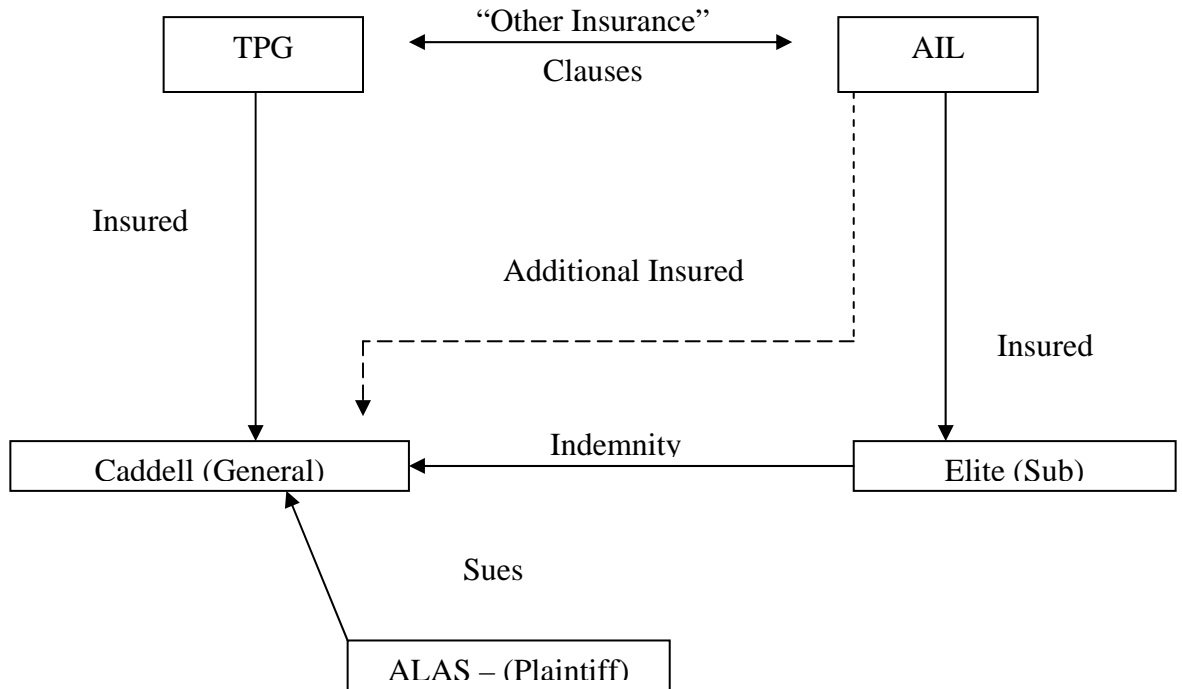 “Other Insurance”
TPG
AIL
Clauses
Insured
Additional Insured
Insured
Indemnity
Caddell (General)
Elite (Sub)
Sues
ALAS – (Plaintiff)